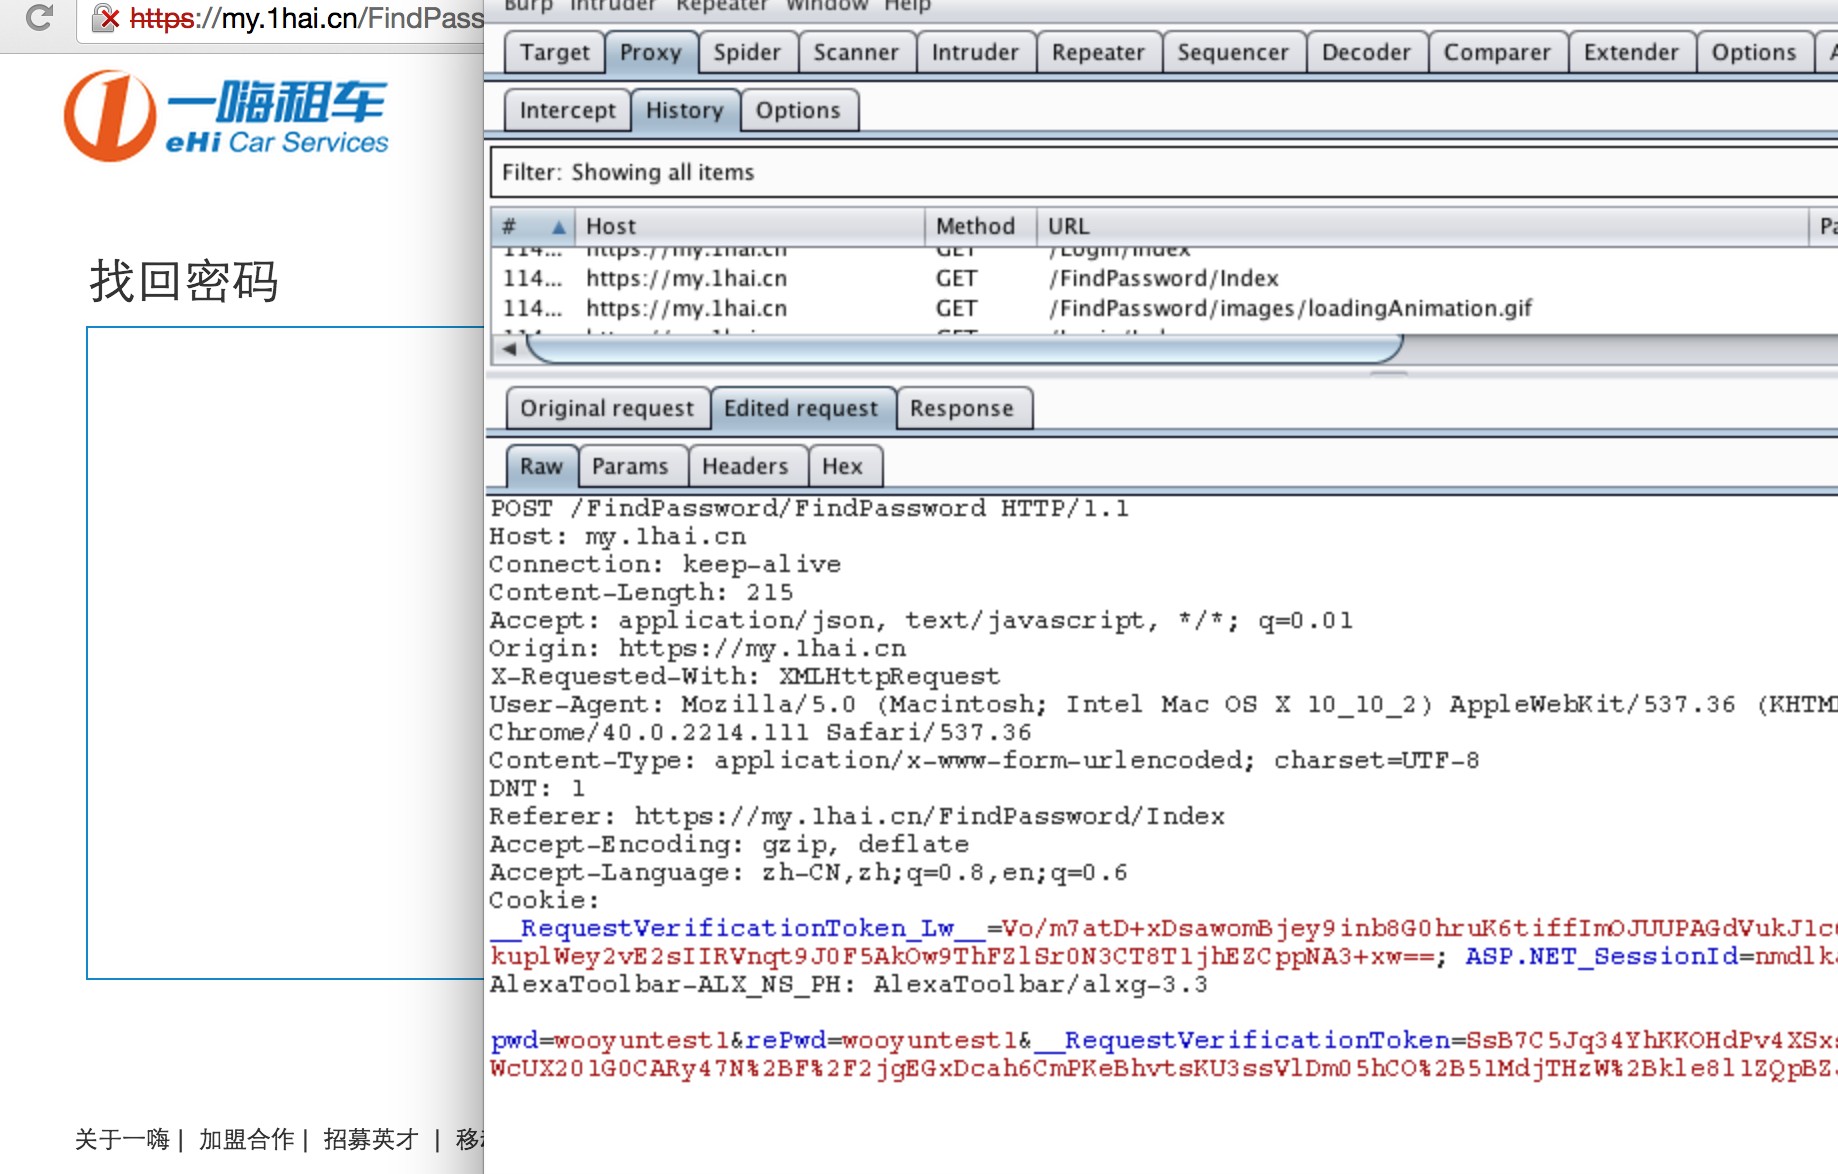 https://my.1hai.cn/FindPass
一嗨租车
eHi Car Services
找回密码
关于一嗨 | 加盟合作 | 招募英才 |
Burp Intruder Repeater Window Help
Target Proxy Spider Scanner Intruder Repeater Sequencer Decoder Comparer Extender Options
Intercept History Options
Filter: Showing all items
# Host Method URL
114... https://my.1hai.cn GET /Login/Index
114... https://my.1hai.cn GET /FindPassword/Index
114... https://my.1hai.cn GET /FindPassword/images/loadingAnimation.gif
Original request Edited request Response
Raw Params Headers Hex
POST /FindPassword/FindPassword HTTP/1.1
Host: my.1hai.cn
Connection: keep-alive
Content-Length: 215
Accept: application/json, text/javascript, */*; q=0.01
Origin: https://my.1hai.cn
X-Requested-With: XMLHttpRequest
User-Agent: Mozilla/5.0 (Macintosh; Intel Mac OS X 10_10_2) AppleWebKit/537.36 (KHTML
Chrome/40.0.2214.111 Safari/537.36
Content-Type: application/x-www-form-urlencoded; charset=UTF-8
DNT: 1
Referer: https://my.1hai.cn/FindPassword/Index
Accept-Encoding: gzip, deflate
Accept-Language: zh-CN,zh;q=0.8,en;q=0.6
Cookie:
__RequestVerificationToken_Lw__=Vo/m7atD+xDsawomBjey9inb8G0hruK6tiffImOJUUPAGdVukJlc
kuplWey2vE2sIIRVnqt9J0F5AkOw9ThFZlSr0N3CT8TljhEZCppNA3+xw==; ASP.NET_SessionId=nmdlk
AlexaToolbar-ALX_NS_PH: AlexaToolbar/alxg-3.3
pwd=wooyuntest1&rePwd=wooyuntest1&__RequestVerificationToken=SsB7C5Jq34YhKKOHdPv4XSx
WcUX20lG0CARy47N%2BF%2F2jgEGxDcah6CmPKeBhvtsKU3ssVlDm05hCO%2B51MdjTHzW%2Bkle8l1ZQpBZ